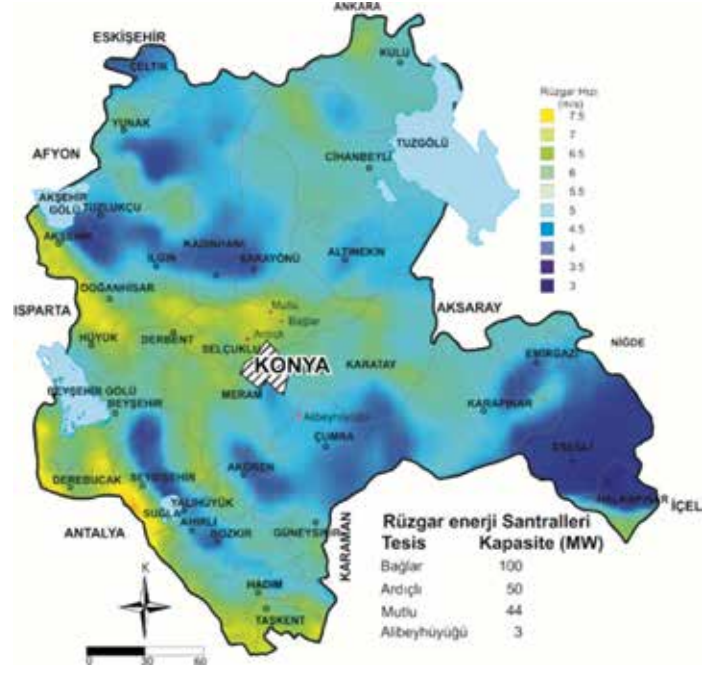 ANKARA
ESKİŞEHİR
ÇELTİK
KULU
Rüzgar Hızı
(m/s)
7.5
7
6.5
6
5.5
5
4.5
4
3.5
3
YUNAK
TUZGÖLÜ
AFYON
CİHANBEYLİ
AKŞEHİR
GÖLÜ
TUZLUKÇU
AKŞEHİR
KADINHANI
ILGIN
SARAYÖNÜ
ALTINEKİN
DOĞANHİSAR
ISPARTA
AKSARAY
Mutlu
Bağlar
HÜYÜK
DERBENT
Ardıçlı
SELÇUKLU
NİĞDE
EMİRGAZİ
KONYA
KARATAY
BEYŞEHİR GÖLÜ
MERAM
BEYŞEHİR
KARAPINAR
Alibeyhüyüğü
ÇUMRA
EREĞLİ
AKÖREN
DEREBUCAK
SEYDİŞEHİR
HALKAPINAR
İÇEL
YALIHÜYÜK
SUĞLA
AHIRLI
BOZKIR
GÜNEYSINIR
ANTALYA
KARAMAN
Rüzgar enerji Santralleri
Tesis Kapasite (MW)
Bağlar 100
Ardıçlı 50
Mutlu 44
Alibeyhüyüğü 3
K
HADIM
TAŞKENT
0 30 60